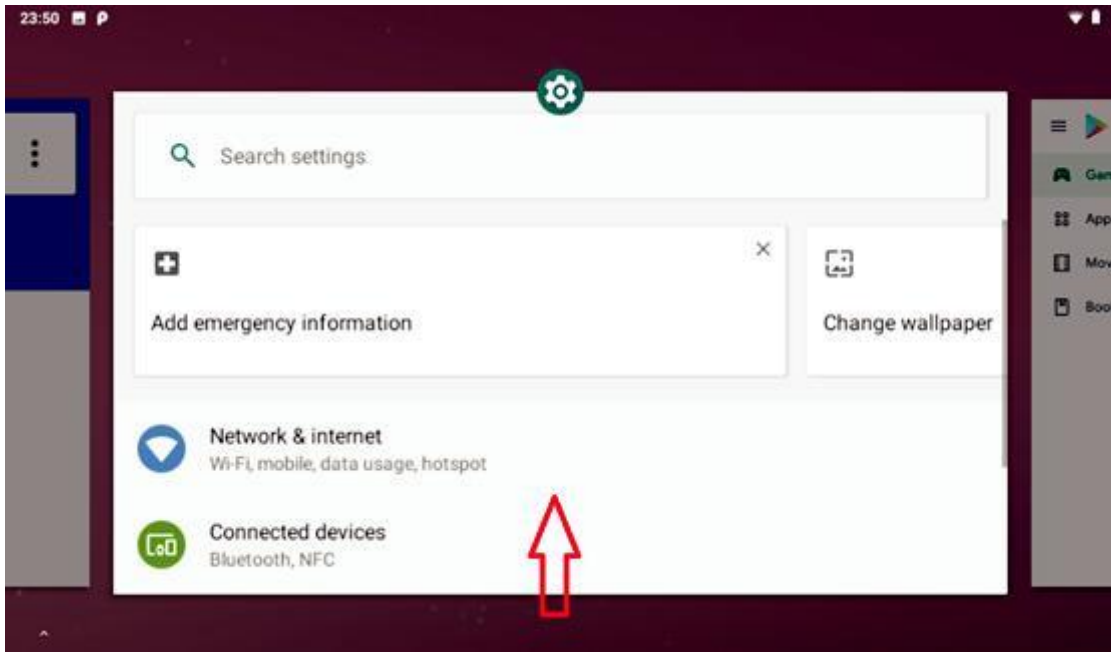 23:50
Search settings
Add emergency information
Change wallpaper
Network & internet
Wi-Fi, mobile, data usage, hotspot
Connected devices
Bluetooth, NFC